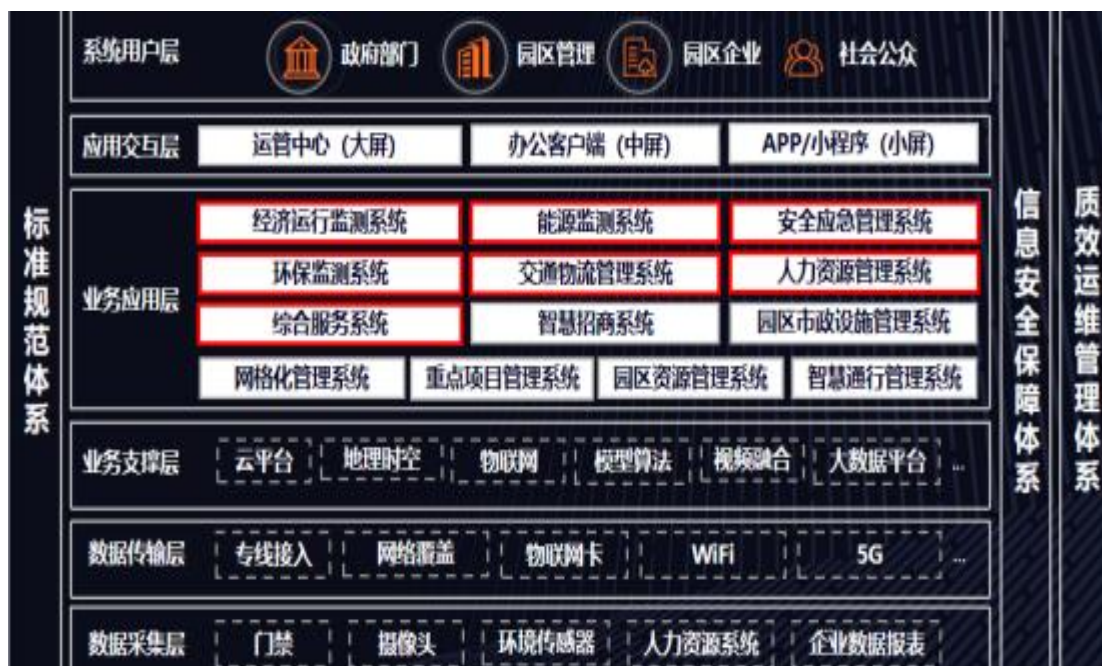 系统用户层 政府部门 园区管理 园区企业 社会公众
应用交互层 运管中心（大屏） 办公客户端（中屏） APP/小程序（小屏）
标准规范体系
业务应用层
经济运行监测系统 能源监测系统 安全应急管理系统
环保监测系统 交通物流管理系统 人力资源管理系统
综合服务系统 智慧招商系统 园区市政设施管理系统
网格化管理系统 重点项目管理系统 园区资源管理系统 智慧通行管理系统
信息安全保障体系
质效运维管理体系
业务支撑层 云平台 地理时空 物联网 模型算法 视频融合 大数据平台 ...
数据传输层 专线接入 网络覆盖 物联网卡 WiFi 5G ...
数据采集层 门禁 摄像头 环境传感器 人力资源系统 企业数据报表